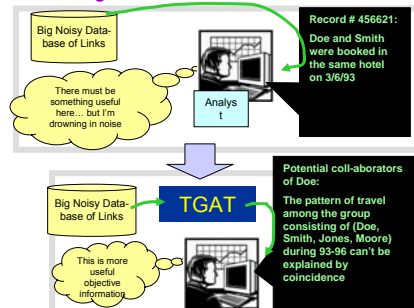 Big Noisy Data-
base of Links
Record # 456621:
Doe and Smith
were booked in
the same hotel
on 3/6/93
There must be
something useful
here... but I'm
drowning in noise
Analys
t
Big Noisy Data-
base of Links
TGAT
Potential coll-aborators
of Doe:
The pattern of travel
among the group
consisting of (Doe,
Smith, Jones, Moore)
during 93-96 can't be
explained by
coincidence
This is more
useful
objective
information